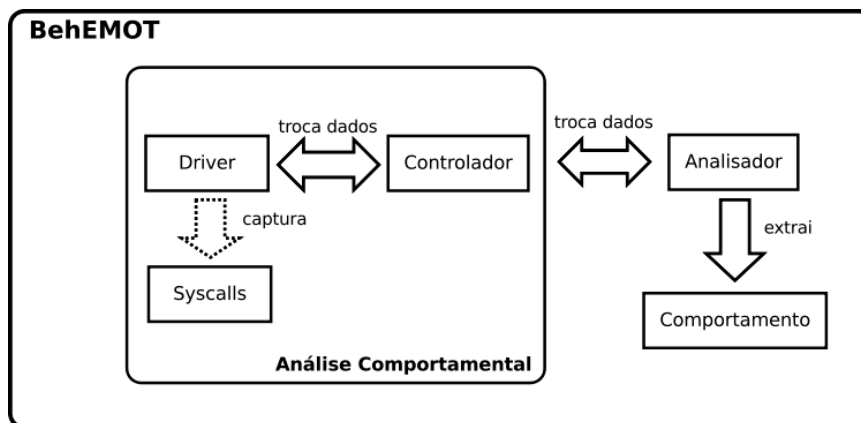 BehEMOT
troca dados
troca dados
Driver
Controlador
Analisador
captura
extrai
Syscalls
Comportamento
Análise Comportamental